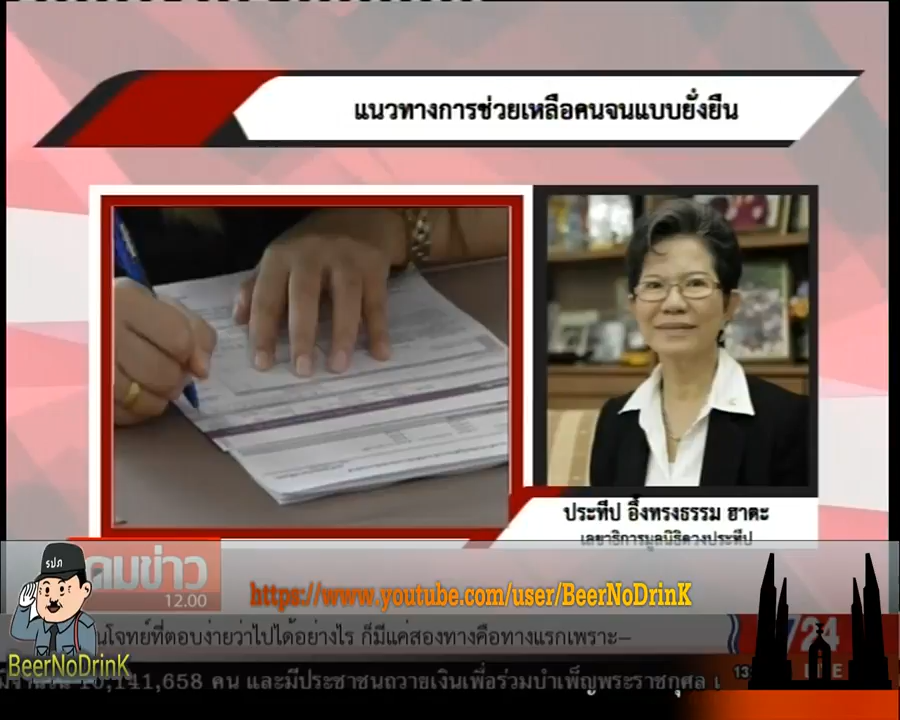 แนวทางการช่วยเหลือคนจนแบบยั่งยืน
ประทีป อึ้งทรงธรรม ฮาตะ
เลขาธิการมูลนิธิดวงประทีป
รปภ
คมข่าว
12.00
https://www.youtube.com/user/BeerNoDrinK
นโจทย์ที่ตอบง่ายว่าไปได้อย่างไร ก็มีแค่สองทางคือทางแรกเพราะ–
24
BeerNoDrinK
10,141,658 คน และมีประชาชนถวายเงินเพื่อร่วมบำเพ็ญพระราชกุศล